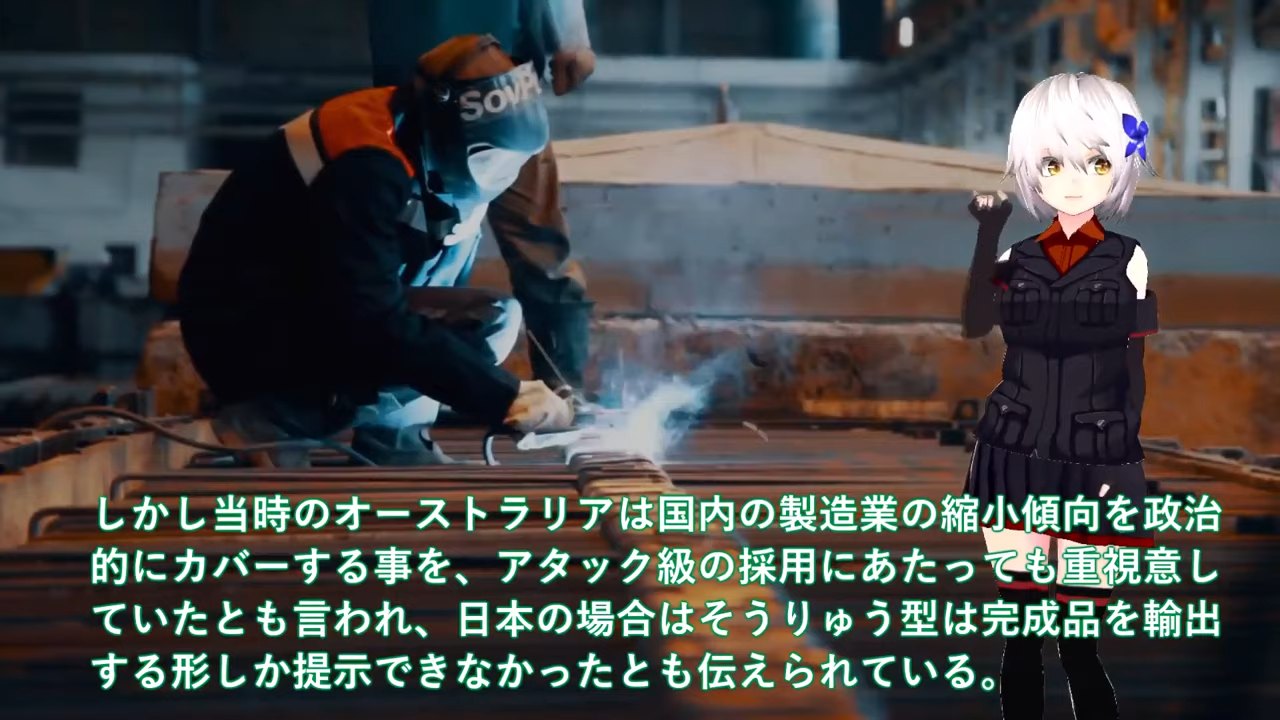 SovPl
しかし当時のオーストラリアは国内の製造業の縮小傾向を政治
的にカバーする事を、アタック級の採用にあたっても重視意し
ていたとも言われ、日本の場合はそうりゅう型は完成品を輸出
する形しか提示できなかったとも伝えられている。